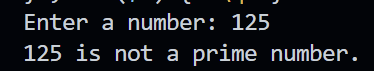 Enter a number: 125
125 is not a prime number.